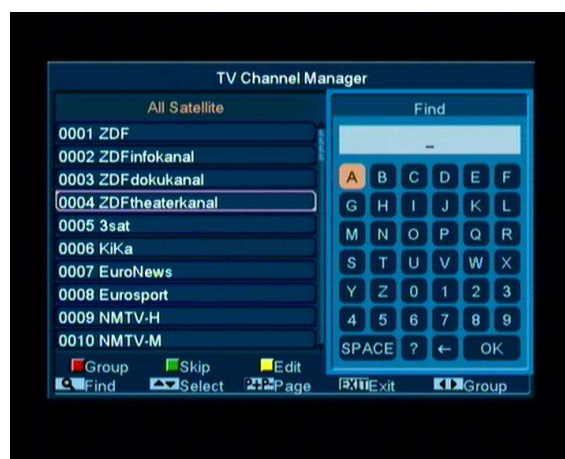 TV Channel Manager
All Satellite
0001 ZDF
0002 ZDFinfokanal
0003 ZDFdokukanal
0004 ZDFtheaterkanal
0005 3sat
0006 KiKa
0007 EuroNews
0008 Eurosport
0009 NMTV-H
0010 NMTV-M
Find
_
A B C D E F
G H I J K L
M N O P Q R
S T U V W X
Y Z 0 1 2 3
4 5 6 7 8 9
SPACE ? ← OK
Group Skip Edit
Find Select P+P- Page EXIT Exit Group